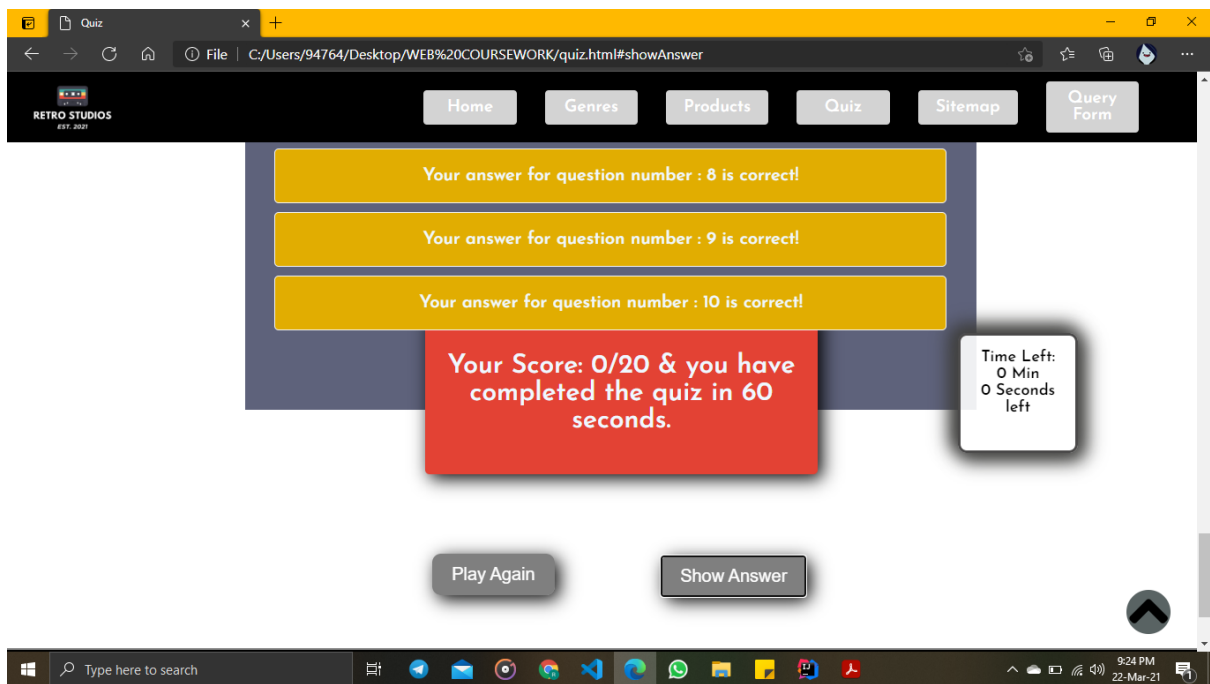 Quiz
File
C:/Users/94764/Desktop/WEB%20COURSEWORK/quiz.html#showAnswer
RETRO STUDIOS
EST. 2021
Home
Genres
Products
Quiz
Sitemap
Query
Form
Your answer for question number : 8 is correct!
Your answer for question number : 9 is correct!
Your answer for question number : 10 is correct!
Your Score: 0/20 & you have
completed the quiz in 60
seconds.
Time Left:
0 Min
0 Seconds
left
Play Again
Show Answer
Type here to search
9:24 PM
22-Mar-21
1